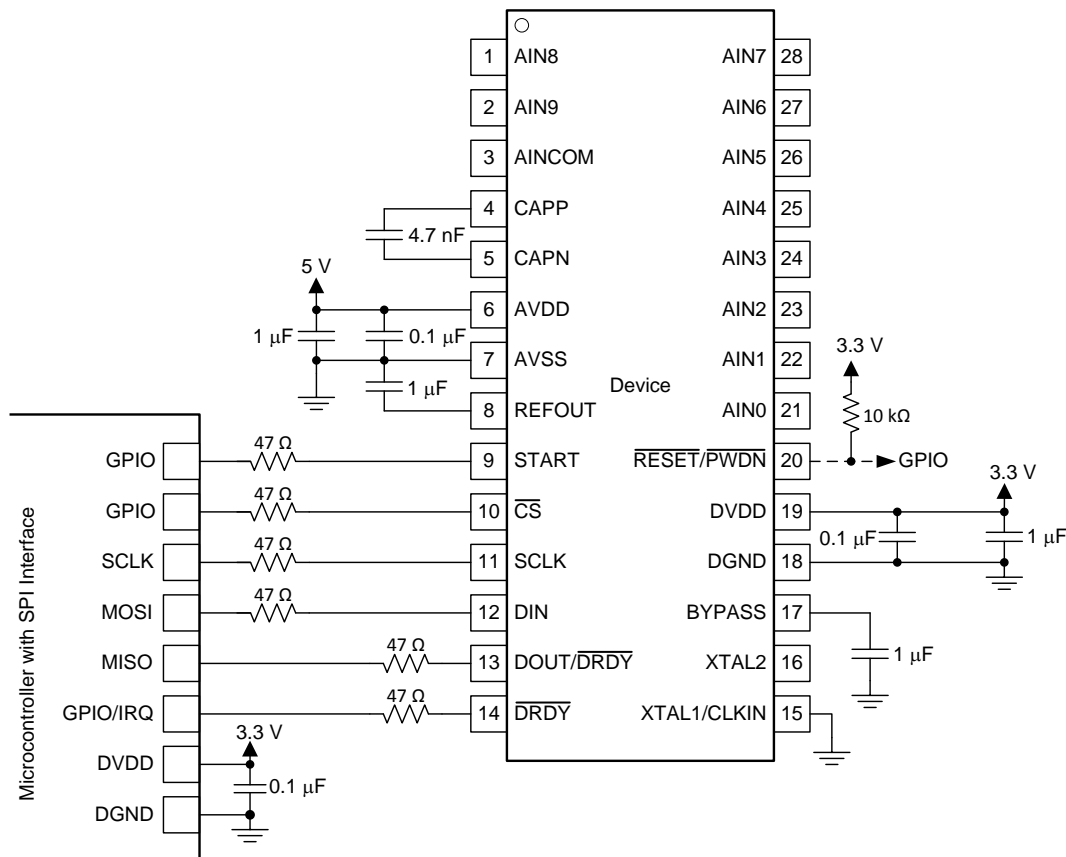 1 AIN8 AIN7 28
2 AIN9 AIN6 27
3 AINCOM AIN5 26
4 CAPP AIN4 25
4.7 nF
5 CAPN AIN3 24
5 V
6 AVDD AIN2 23
1 μF 0.1 μF
7 AVSS AIN1 22
3.3 V
1 μF
Device
8 REFOUT AIN0 21
10 kΩ
GPIO 47 Ω 9 START RESET/PWDN 20 GPIO
3.3 V
GPIO 47 Ω 10 CS DVDD 19
0.1 μF 1 μF
SCLK 47 Ω 11 SCLK DGND 18
MOSI 47 Ω 12 DIN BYPASS 17
1 μF
MISO 47 Ω 13 DOUT/DRDY XTAL2 16
GPIO/IRQ 47 Ω 14 DRDY XTAL1/CLKIN 15
3.3 V
DVDD
0.1 μF
DGND
Microcontroller with SPI Interface